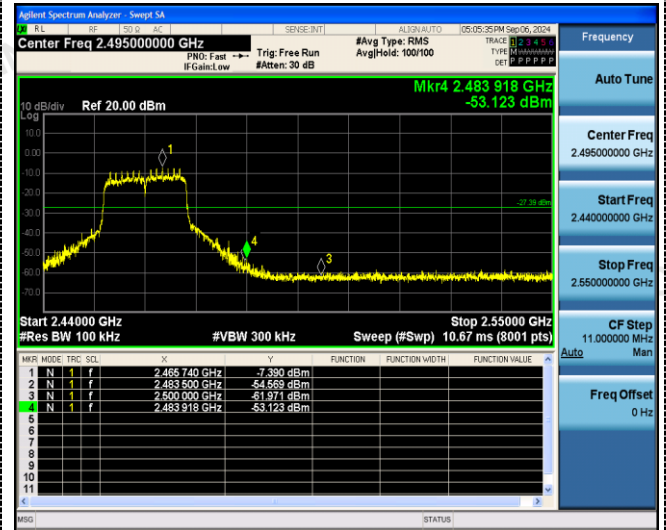 Agilent Spectrum Analyzer - Swept SA
RL RF 50 Ω AC SENSE:INT ALIGNAUTO 05:05:35 PM Sep 06, 2024
Center Freq 2.495000000 GHz
PNO: Fast
IFGain:Low
Trig: Free Run
#Atten: 30 dB
#Avg Type: RMS
Avg|Hold: 100/100
TRACE 1 2 3 4 5 6
TYPE M WWWWW
DET P P P P P P
Mkr4 2.483 918 GHz
-53.123 dBm
10 dB/div Ref 20.00 dBm
Log
10.0
0.00
-10.0
-20.0
-30.0
-40.0
-50.0
-60.0
-70.0
1
4
3
-27.39 dBm
Start 2.44000 GHz Stop 2.55000 GHz
#Res BW 100 kHz #VBW 300 kHz Sweep (#Swp) 10.67 ms (8001 pts)
MKR MODE TRC SCL X Y FUNCTION FUNCTION WIDTH FUNCTION VALUE
1 N 1 f 2.465 740 GHz -7.390 dBm
2 N 1 f 2.483 500 GHz -54.569 dBm
3 N 1 f 2.500 000 GHz -61.971 dBm
4 N 1 f 2.483 918 GHz -53.123 dBm
5
6
7
8
9
10
11
MSG STATUS
Frequency
Auto Tune
Center Freq
2.495000000 GHz
Start Freq
2.440000000 GHz
Stop Freq
2.550000000 GHz
CF Step
11.000000 MHz
Auto Man
Freq Offset
0 Hz